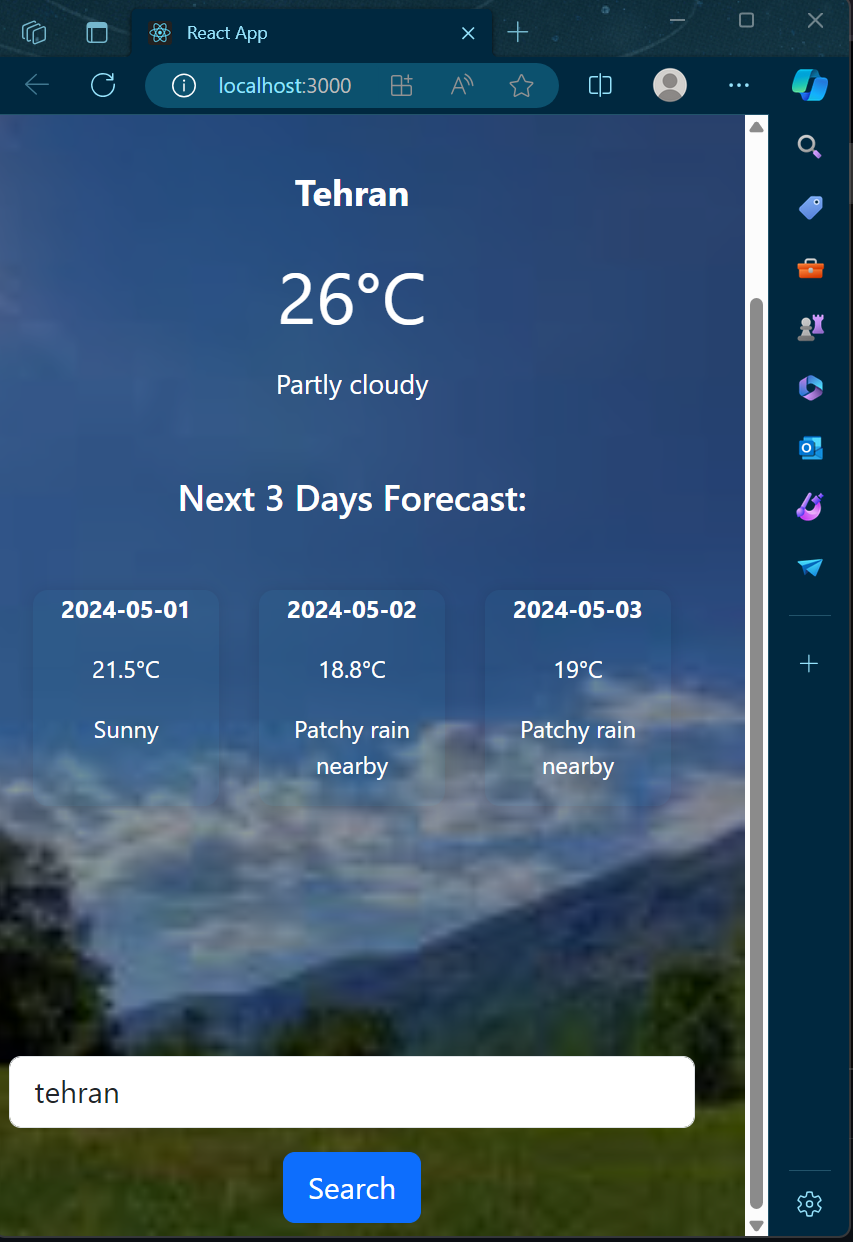 React App
localhost:3000
Tehran
26°C
Partly cloudy
Next 3 Days Forecast:
2024-05-01
21.5°C
Sunny
2024-05-02
18.8°C
Patchy rain
nearby
2024-05-03
19°C
Patchy rain
nearby
tehran
Search